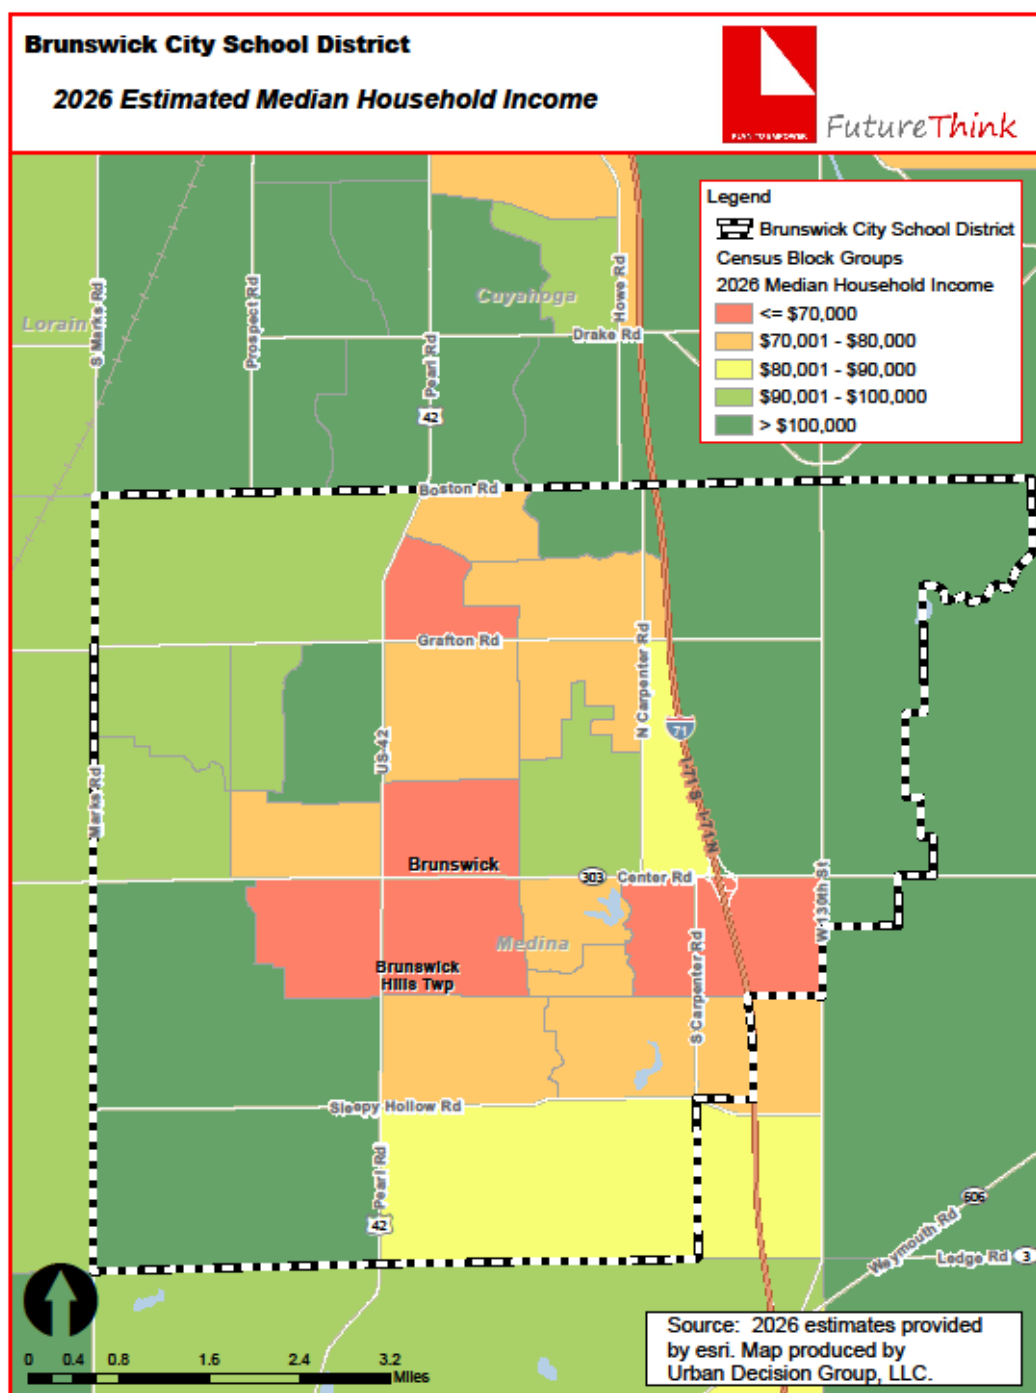 Brunswick City School District
2026 Estimated Median Household Income
PLAN TO EMPOWER
FutureThink
Legend
Brunswick City School District
Census Block Groups
2026 Median Household Income
<= $70,000
$70,001 - $80,000
$80,001 - $90,000
$90,001 - $100,000
> $100,000
S Marks Rd
Prospect Rd
Pearl Rd
Howe Rd
Cuyahoga
Lorain
Drake Rd
42
Boston Rd
Grafton Rd
N Carpenter Rd
US-42
71
I-71 S
N I-71
Marks Rd
Brunswick
303
Center Rd
W 130th St
Medina
Brunswick
Hills Twp
S Carpenter Rd
Sleepy Hollow Rd
Pearl Rd
42
606
Weymouth Rd
Ledge Rd
3
0 0.4 0.8 1.6 2.4 3.2
Miles
Source: 2026 estimates provided
by esri. Map produced by
Urban Decision Group, LLC.